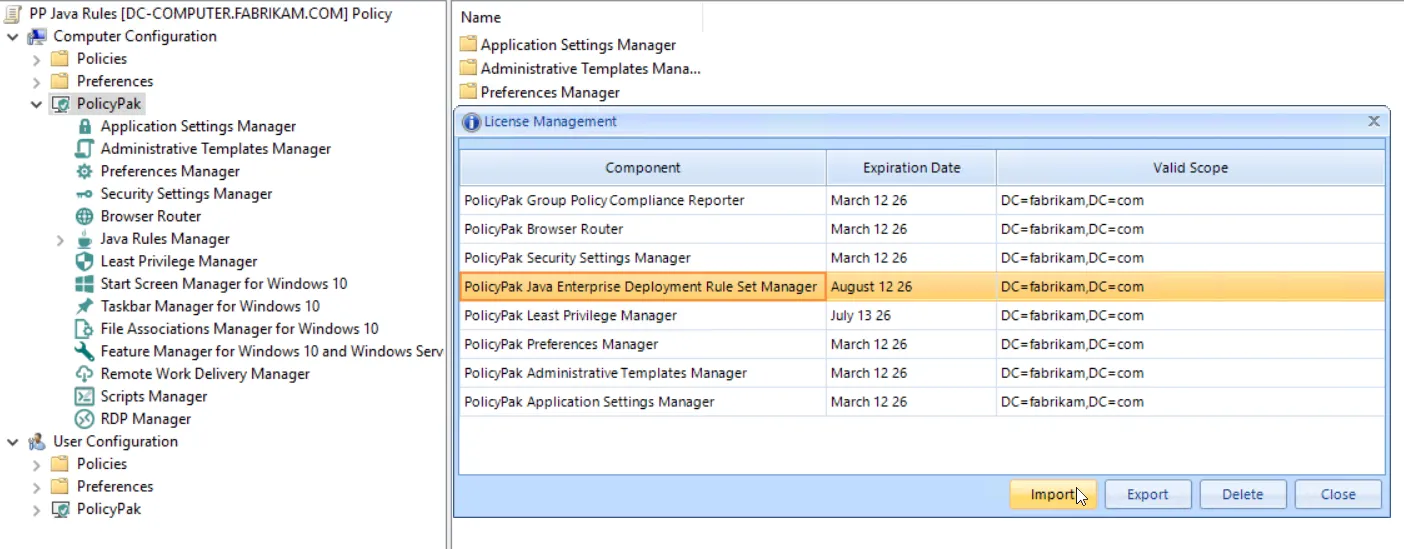 PP Java Rules [DC-COMPUTER.FABRIKAM.COM] Policy
Computer Configuration
Policies
Preferences
PolicyPak
Application Settings Manager
Administrative Templates Manager
Preferences Manager
Security Settings Manager
Browser Router
Java Rules Manager
Least Privilege Manager
Start Screen Manager for Windows 10
Taskbar Manager for Windows 10
File Associations Manager for Windows 10
Feature Manager for Windows 10 and Windows Serv
Remote Work Delivery Manager
Scripts Manager
RDP Manager
User Configuration
Policies
Preferences
PolicyPak
Name
Application Settings Manager
Administrative Templates Mana...
Preferences Manager
License Management
Component Expiration Date Valid Scope
PolicyPak Group Policy Compliance Reporter March 12 26 DC=fabrikam,DC=com
PolicyPak Browser Router March 12 26 DC=fabrikam,DC=com
PolicyPak Security Settings Manager March 12 26 DC=fabrikam,DC=com
PolicyPak Java Enterprise Deployment Rule Set Manager August 12 26 DC=fabrikam,DC=com
PolicyPak Least Privilege Manager July 13 26 DC=fabrikam,DC=com
PolicyPak Preferences Manager March 12 26 DC=fabrikam,DC=com
PolicyPak Administrative Templates Manager March 12 26 DC=fabrikam,DC=com
PolicyPak Application Settings Manager March 12 26 DC=fabrikam,DC=com
Import Export Delete Close